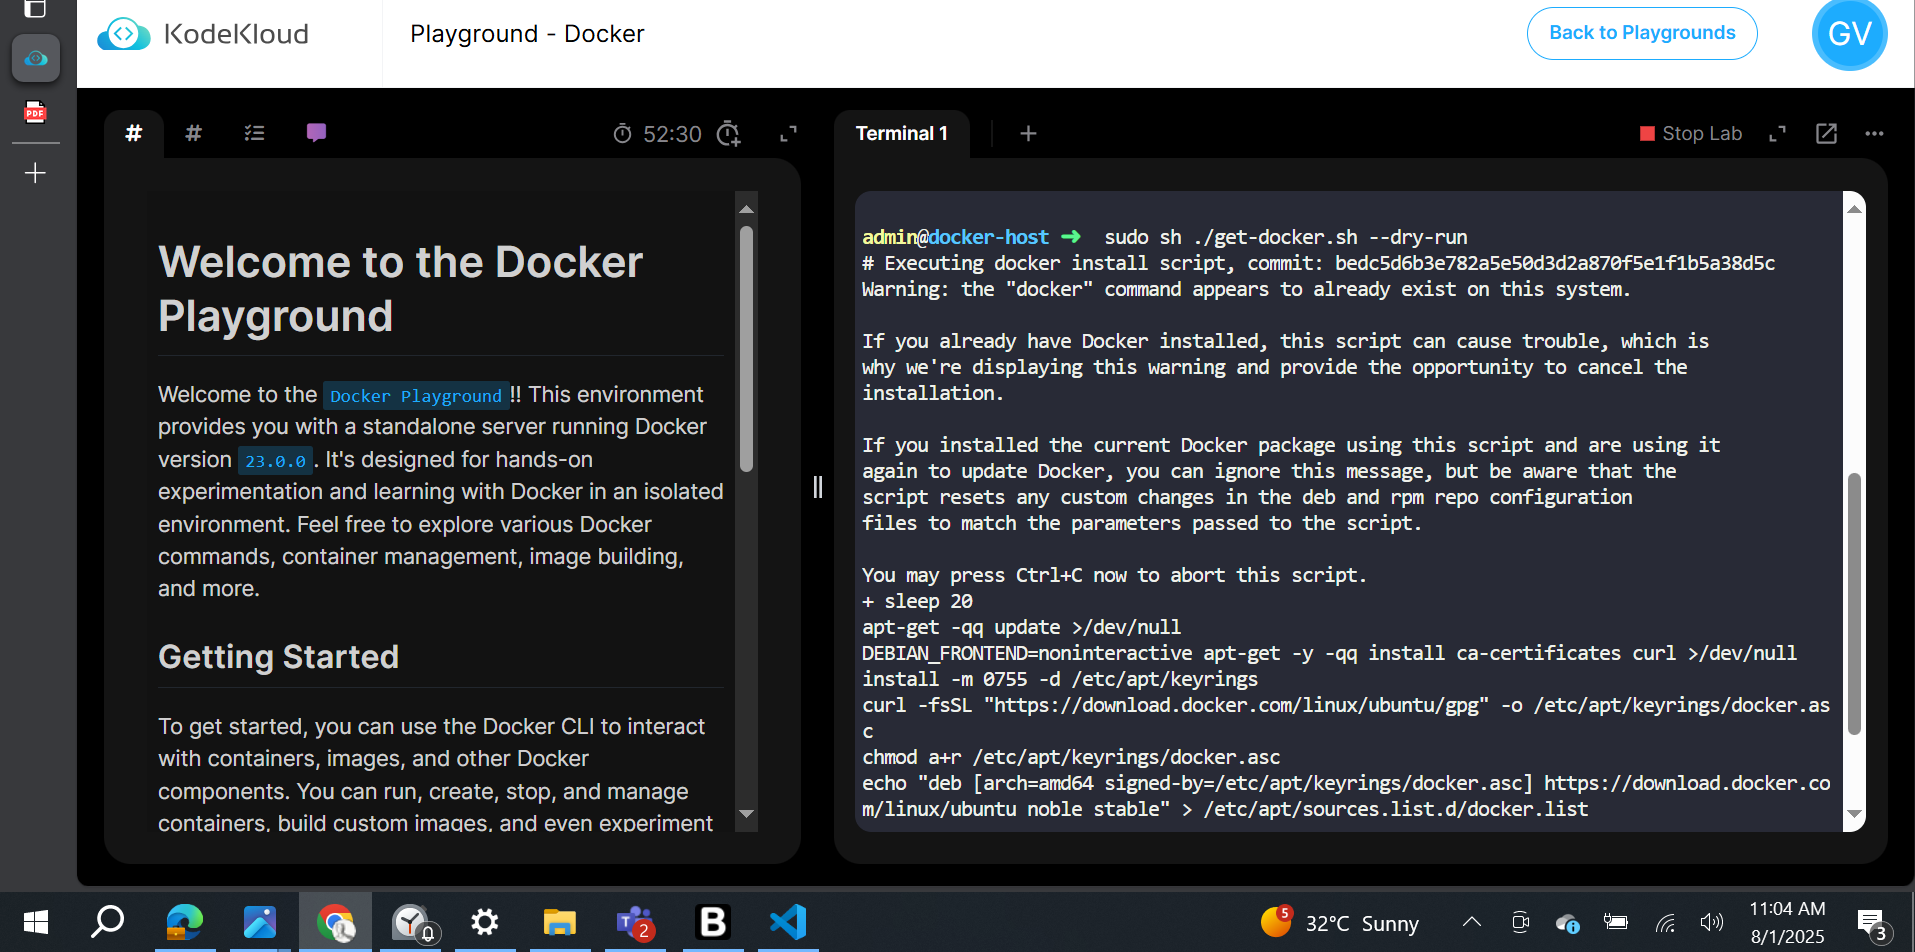 KodeKloud
Playground - Docker
Back to Playgrounds
GV
PDF
# # 52:30
Welcome to the Docker
Playground
Welcome to the Docker Playground!! This environment
provides you with a standalone server running Docker
version 23.0.0. It's designed for hands-on
experimentation and learning with Docker in an isolated
environment. Feel free to explore various Docker
commands, container management, image building,
and more.
Getting Started
To get started, you can use the Docker CLI to interact
with containers, images, and other Docker
components. You can run, create, stop, and manage
containers, build custom images, and even experiment
Terminal 1
Stop Lab
admin@docker-host ➜ sudo sh ./get-docker.sh --dry-run
# Executing docker install script, commit: bedc5d6b3e782a5e50d3d2a870f5e1f1b5a38d5c
Warning: the "docker" command appears to already exist on this system.
If you already have Docker installed, this script can cause trouble, which is
why we're displaying this warning and provide the opportunity to cancel the
installation.
If you installed the current Docker package using this script and are using it
again to update Docker, you can ignore this message, but be aware that the
script resets any custom changes in the deb and rpm repo configuration
files to match the parameters passed to the script.
You may press Ctrl+C now to abort this script.
+ sleep 20
apt-get -qq update >/dev/null
DEBIAN_FRONTEND=noninteractive apt-get -y -qq install ca-certificates curl >/dev/null
install -m 0755 -d /etc/apt/keyrings
curl -fsSL "https://download.docker.com/linux/ubuntu/gpg" -o /etc/apt/keyrings/docker.as
c
chmod a+r /etc/apt/keyrings/docker.asc
echo "deb [arch=amd64 signed-by=/etc/apt/keyrings/docker.asc] https://download.docker.co
m/linux/ubuntu noble stable" > /etc/apt/sources.list.d/docker.list
2
B
5
32°C Sunny
11:04 AM
8/1/2025
3